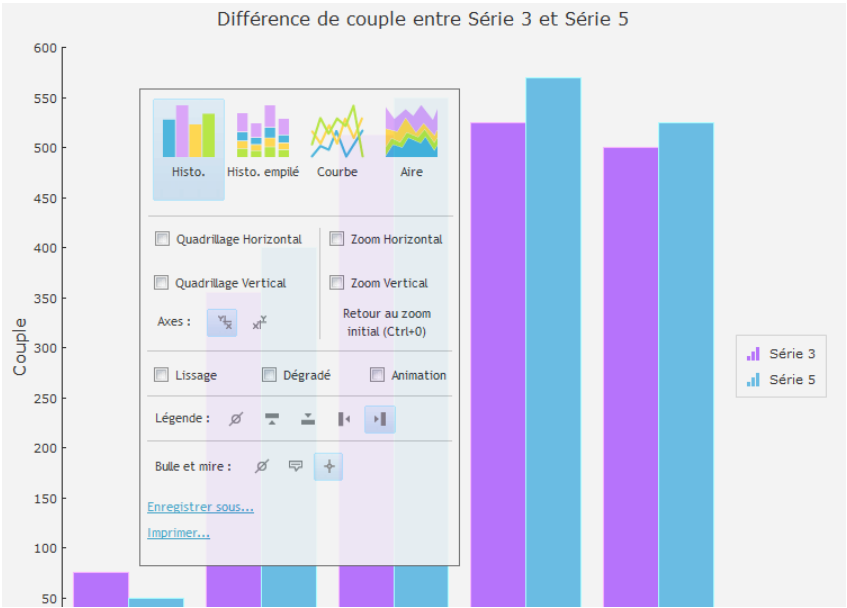 Différence de couple entre Série 3 et Série 5
600
550
500
450
400
350
300
250
200
150
100
50
Couple
Histo.
Histo. empilé
Courbe
Aire
Quadrillage Horizontal
Zoom Horizontal
Quadrillage Vertical
Zoom Vertical
Axes :
Retour au zoom
initial (Ctrl+0)
Lissage
Dégradé
Animation
Légende :
Bulle et mire :
Enregistrer sous...
Imprimer...
Série 3
Série 5